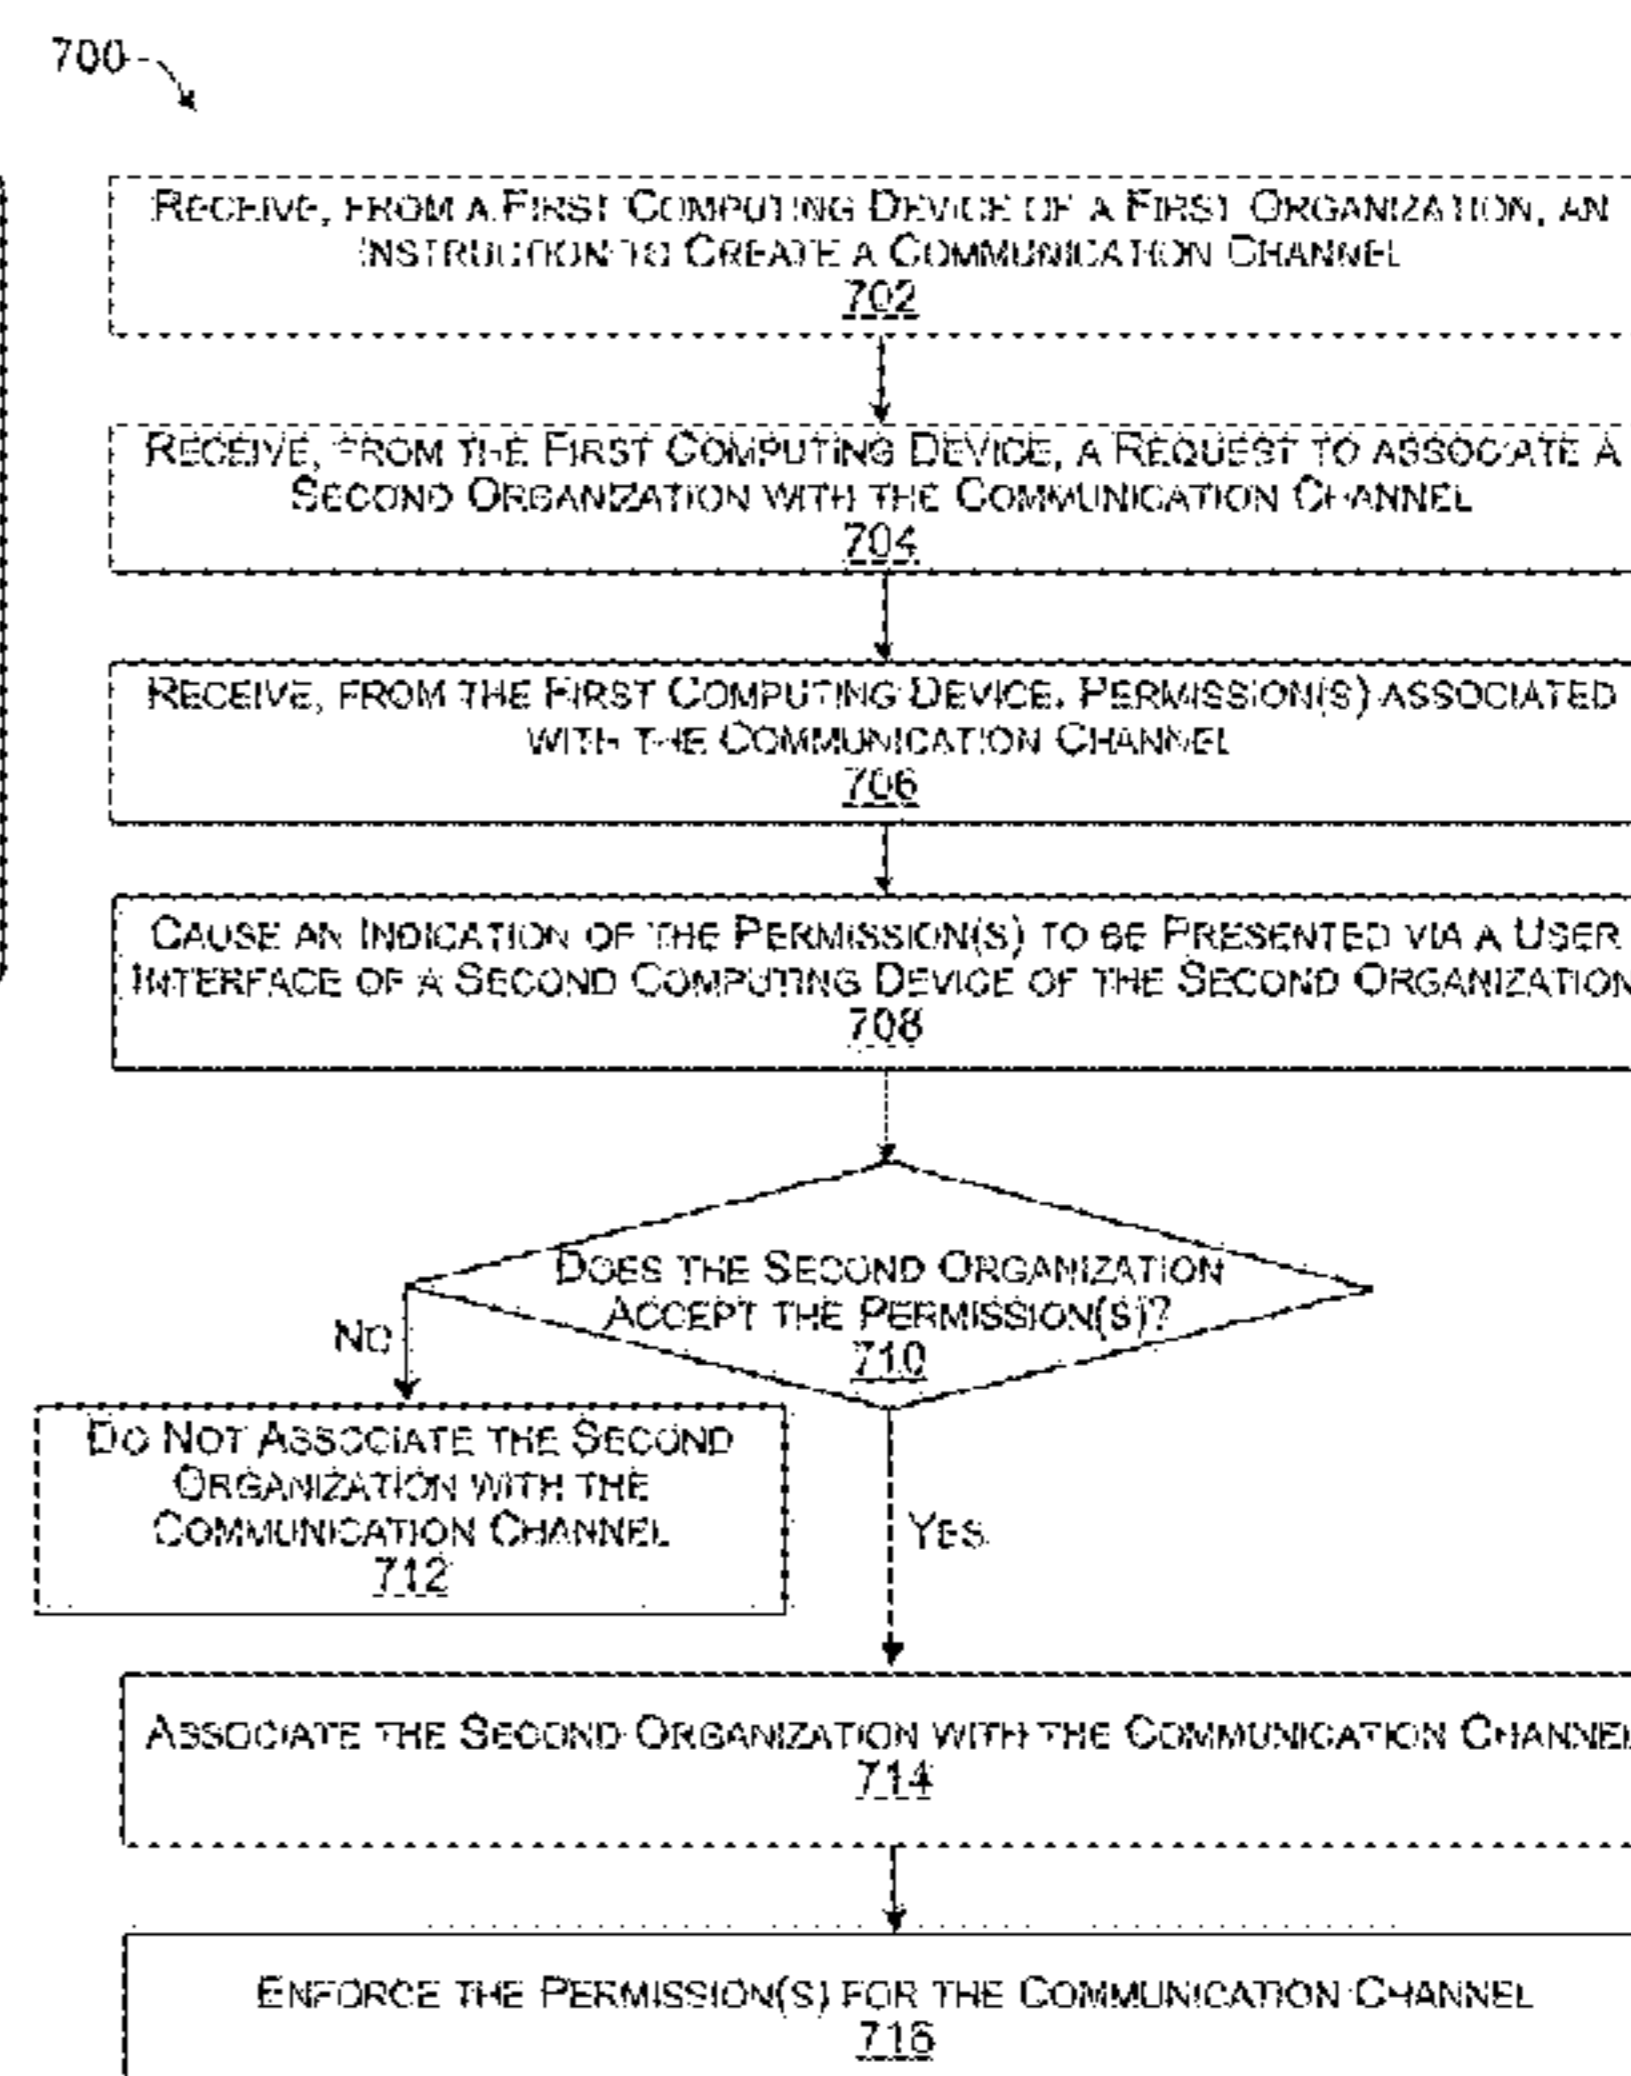 700
RECEIVE, FROM A FIRST COMPUTING DEVICE OF A FIRST ORGANIZATION, AN
INSTRUCTION TO CREATE A COMMUNICATION CHANNEL
702
RECEIVE, FROM THE FIRST COMPUTING DEVICE, A REQUEST TO ASSOCIATE A
SECOND ORGANIZATION WITH THE COMMUNICATION CHANNEL
704
RECEIVE, FROM THE FIRST COMPUTING DEVICE, PERMISSION(S) ASSOCIATED
WITH THE COMMUNICATION CHANNEL
706
CAUSE AN INDICATION OF THE PERMISSION(S) TO BE PRESENTED VIA A USER
INTERFACE OF A SECOND COMPUTING DEVICE OF THE SECOND ORGANIZATION
708
DOES THE SECOND ORGANIZATION
ACCEPT THE PERMISSION(S)?
710
NO
DO NOT ASSOCIATE THE SECOND
ORGANIZATION WITH THE
COMMUNICATION CHANNEL
712
YES
ASSOCIATE THE SECOND ORGANIZATION WITH THE COMMUNICATION CHANNEL
714
ENFORCE THE PERMISSION(S) FOR THE COMMUNICATION CHANNEL
716